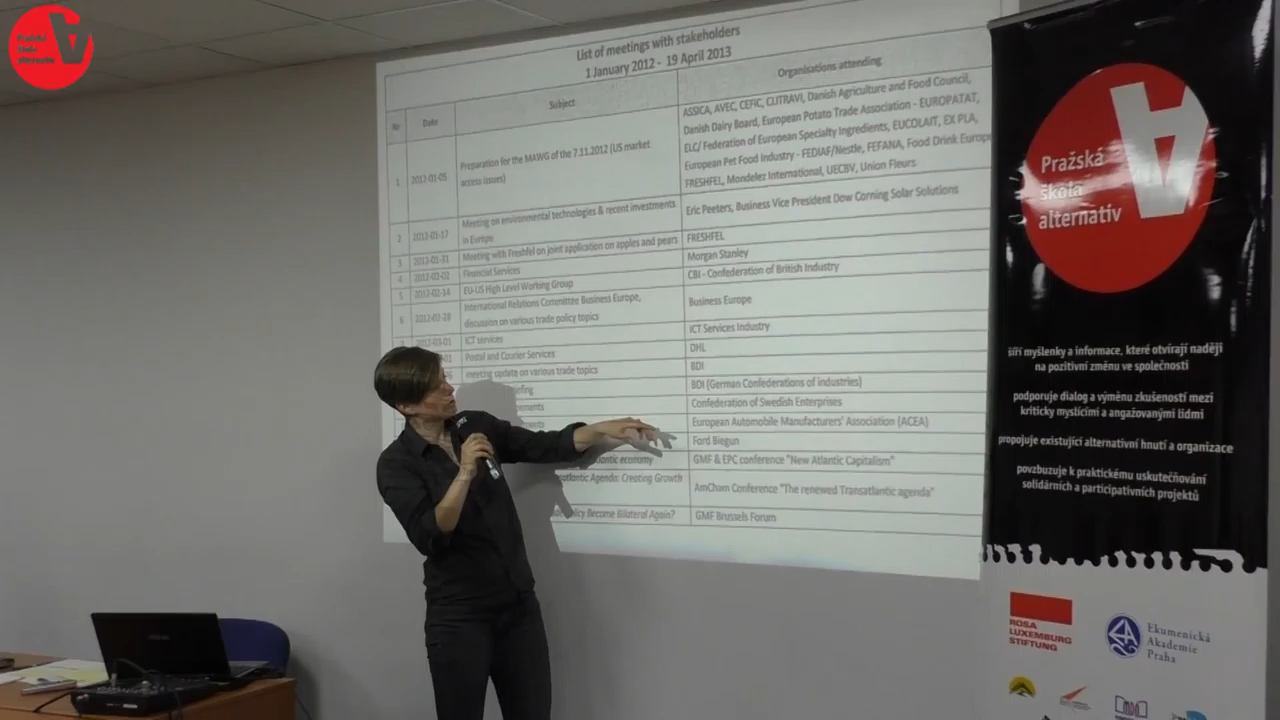 Pražská
škola
alternativ
List of meetings with stakeholders
1 January 2012 - 19 April 2013
Nr Date Subject Organisations attending
1 2012-01-05 Preparation for the MAWG of the 7.11.2012 (US market
access issues)
ASSICA, AVEC, CEFIC, CLITRAVI, Danish Agriculture and Food Council,
Danish Dairy Board, European Potato Trade Association - EUROPATAT,
ELC/ Federation of European Specialty Ingredients, EUCOLAIT, EX PLA,
European Pet Food Industry - FEDIAF/Nestle, FEFANA, Food Drink Europe
FRESHFEL, Mondelez International, UECBV, Union Fleurs
2 2012-01-17 Meeting on environmental technologies & recent investments
in Europe
Eric Peeters, Business Vice President Dow Corning Solar Solutions
3 2012-01-31 Meeting with Freshfel on joint application on apples and pears FRESHFEL
4 2012-02-02 Financial Services Morgan Stanley
5 2012-02-14 EU-US High Level Working Group CBI - Confederation of British Industry
6 2012-02-28 International Relations Committee Business Europe,
discussion on various trade policy topics
Business Europe
ICT services ICT Services Industry
Postal and Courier Services DHL
meeting update on various trade topics BDI
BDI (German Confederations of industries)
Confederation of Swedish Enterprises
European Automobile Manufacturers' Association (ACEA)
Ford Biegun
economy GMF & EPC conference "New Atlantic Capitalism"
Agenda: Creating Growth AmCham Conference "The renewed Transatlantic agenda"
Policy Become Bilateral Again? GMF Brussels Forum
Pražská
škola
alternativ
šíří myšlenky a informace, které otvírají naději
na pozitivní změnu ve společnosti
podporuje dialog a výměnu zkušeností mezi
kriticky myslícími a angažovanými lidmi
propojuje existující alternativní hnutí a organizace
povzbuzuje k praktickému uskutečňování
solidárních a participativních projektů
ROSA
LUXEMBURG
STIFTUNG
Ekumenická
Akademie
Praha